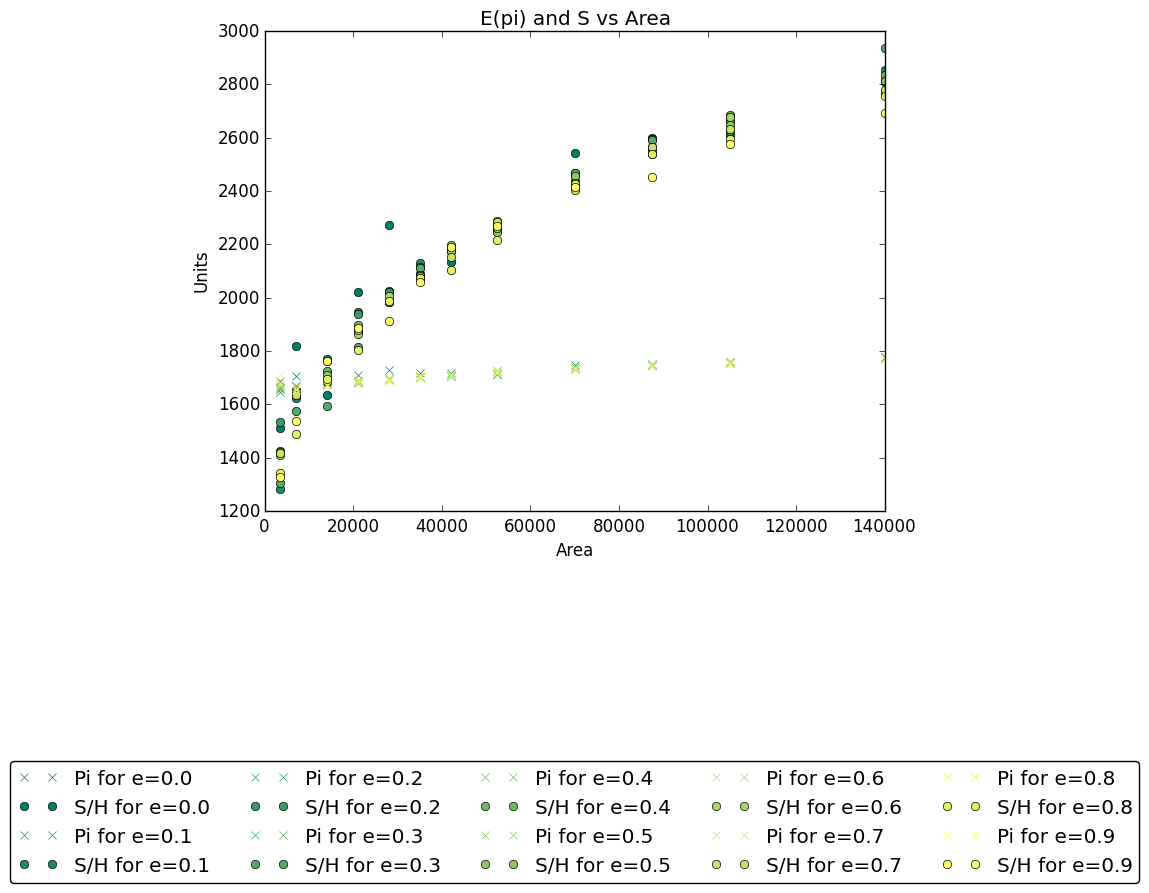 E(pi) and S vs Area
3000
2800
2600
2400
2200
2000
1800
1600
1400
1200
Units
0 20000 40000 60000 80000 100000 120000 140000
Area
Pi for e=0.0 Pi for e=0.2 Pi for e=0.4 Pi for e=0.6 Pi for e=0.8
S/H for e=0.0 S/H for e=0.2 S/H for e=0.4 S/H for e=0.6 S/H for e=0.8
Pi for e=0.1 Pi for e=0.3 Pi for e=0.5 Pi for e=0.7 Pi for e=0.9
S/H for e=0.1 S/H for e=0.3 S/H for e=0.5 S/H for e=0.7 S/H for e=0.9